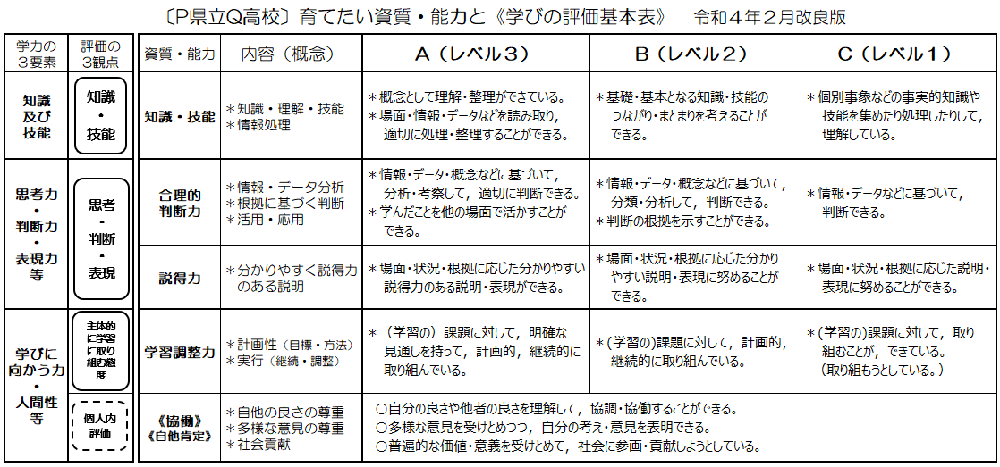 〔Ｐ県立Ｑ高校〕育てたい資質・能力と《学びの評価基本表》　令和４年２月改良版
学力の
３要素
評価の
３観点
資質・能力
内容（概念）
Ａ（レベル３）
Ｂ（レベル２）
Ｃ（レベル１）
知識
及び
技能
知識
・
技能
知識・技能
＊知識・理解・技能
＊情報処理
＊概念として理解・整理ができている。
＊場面・情報・データなどを読み取り，
適切に処理・整理することができる。
＊基礎・基本となる知識・技能の
つながり・まとまりを考えることが
できる。
＊個別事象などの事実的知識や
技能を集めたり処理したりして，
理解している。
思考力
・
判断力
・
表現力
等
思考
・
判断
・
表現
合理的
判断力
＊情報・データ分析
＊根拠に基づく判断
＊活用・応用
＊情報・データ・概念などに基づいて，
分析・考察して，適切に判断できる。
＊学んだことを他の場面で活かすことが
できる。
＊情報・データ・概念などに基づいて，
分類・分析して，判断できる。
＊判断の根拠を示すことができる。
＊情報・データなどに基づいて，
判断できる。
説得力
＊分かりやすく説得力
のある説明
＊場面・状況・根拠に応じた分かりやすい
説得力のある説明・表現ができる。
＊場面・状況・根拠に応じた分かり
やすい説明・表現に努めることが
できる。
＊場面・状況・根拠に応じた説明・
表現に努めることができる。
学びに
向かう力
・
人間性
等
主体的
に学習
に取り
組む態
度
学習調整力
＊計画性（目標・方法）
＊実行（継続・調整）
＊（学習の）課題に対して，明確な
見通しを持って，計画的，継続的に
取り組んでいる。
＊(学習の)課題に対して，計画的，
継続的に取り組んでいる。
＊(学習の)課題に対して，取り
組むことが，できている。
（取り組もうとしている。）
個人内
評価
《協働》
《自他肯定》
＊自他の良さの尊重
＊多様な意見の尊重
＊社会貢献
○自分の良さや他者の良さを理解して，協調・協働することができる。
○多様な意見を受けとめつつ，自分の考え・意見を表明できる。
○普遍的な価値・意義を受けとめて，社会に参画・貢献しようとしている。